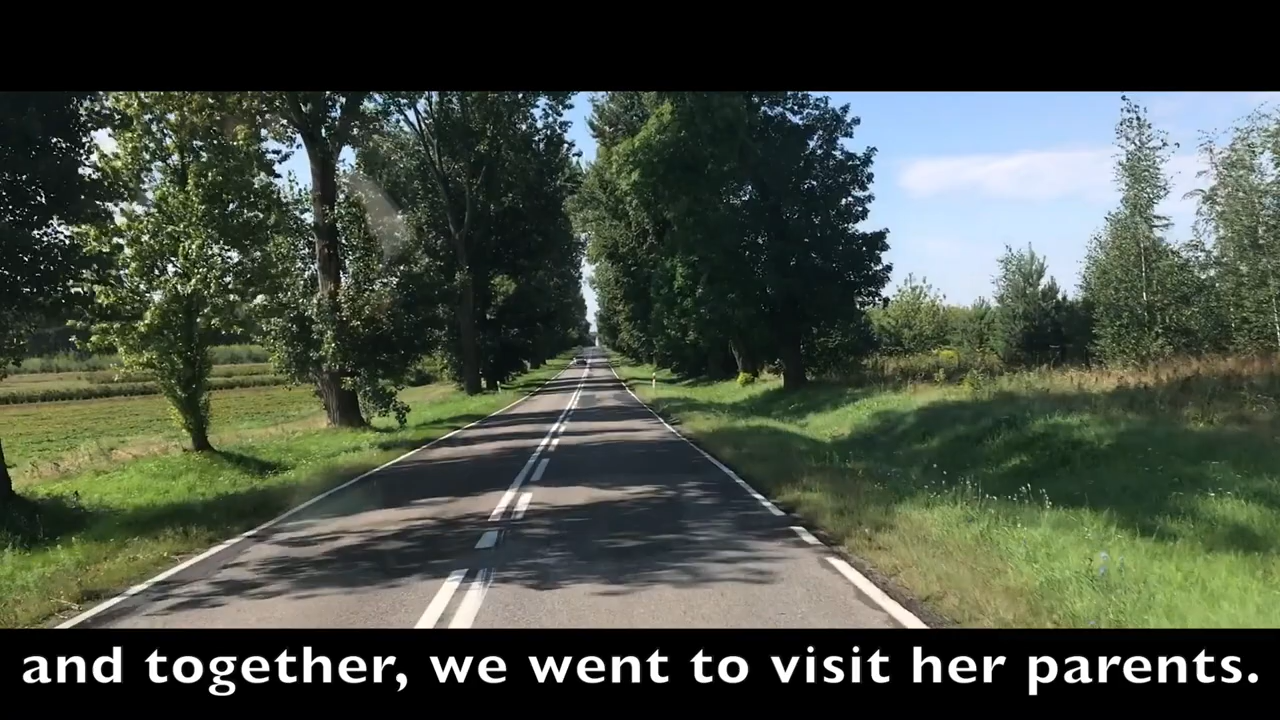 and together, we went to visit her parents.